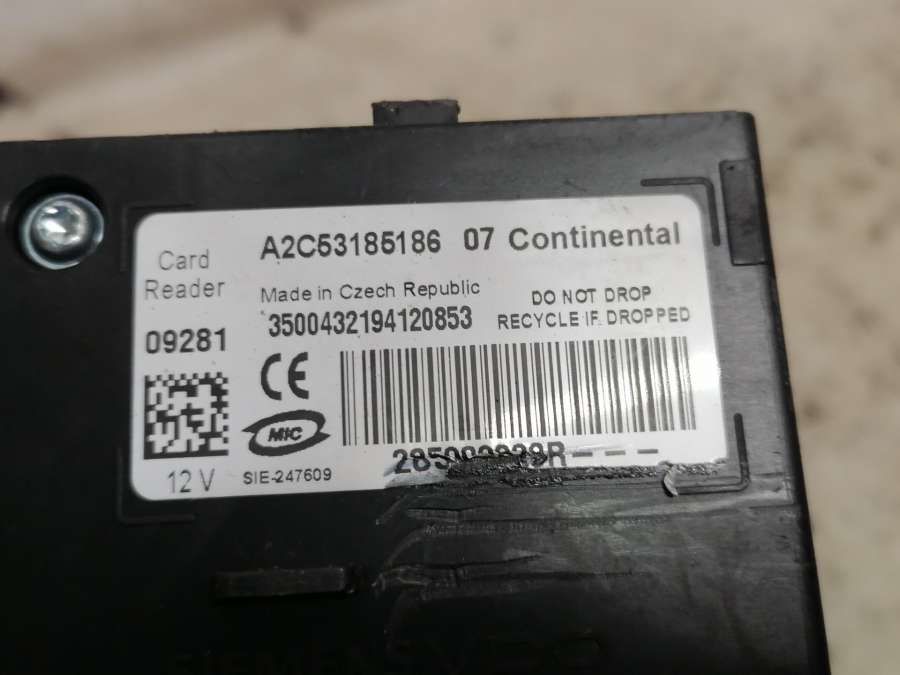 Card
Reader
09281
12 V
A2C53185186 07 Continental
Made in Czech Republic
3500432194120853
DO NOT DROP
RECYCLE IF DROPPED
CE
MIC
SIE-247609